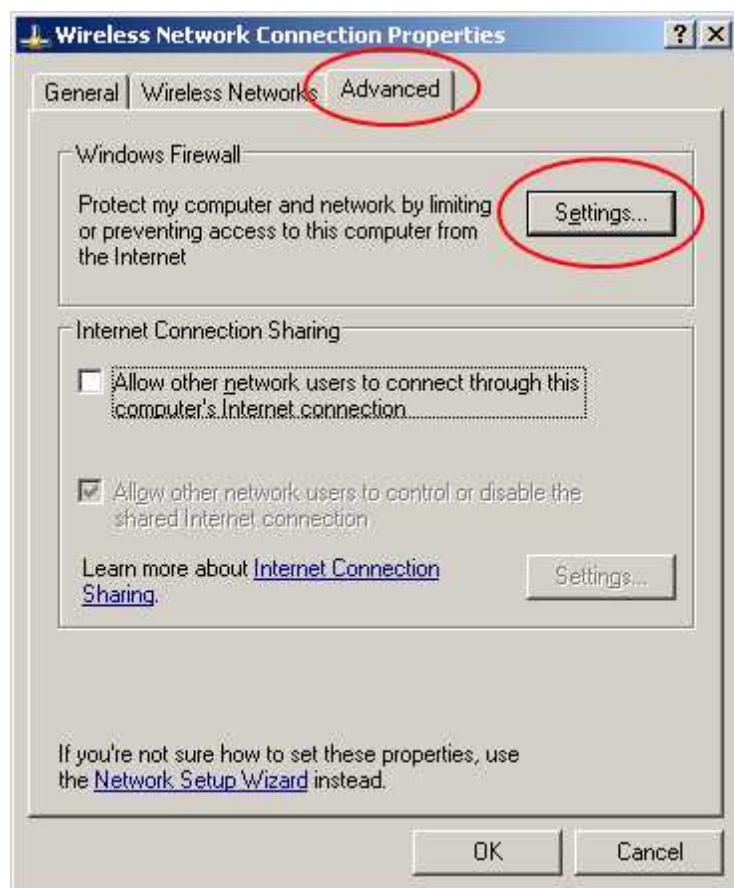 Wireless Network Connection Properties
General
Wireless Networks
Advanced
Windows Firewall
Protect my computer and network by limiting
or preventing access to this computer from
the Internet
Settings...
Internet Connection Sharing
Allow other network users to connect through this
computer's Internet connection
Allow other network users to control or disable the
shared Internet connection
Learn more about Internet Connection
Sharing.
Settings...
If you're not sure how to set these properties, use
the Network Setup Wizard instead.
OK
Cancel